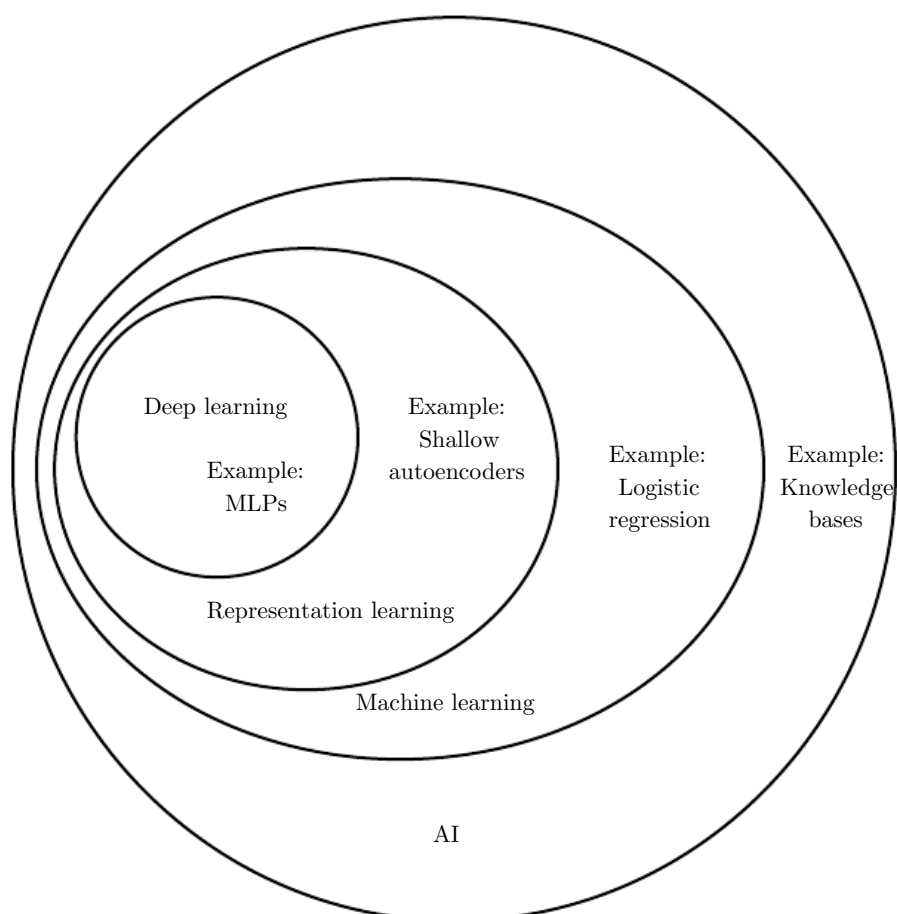 Deep learning
Example:
MLPs
Example:
Shallow
autoencoders
Example:
Logistic
regression
Example:
Knowledge
bases
Representation learning
Machine learning
AI